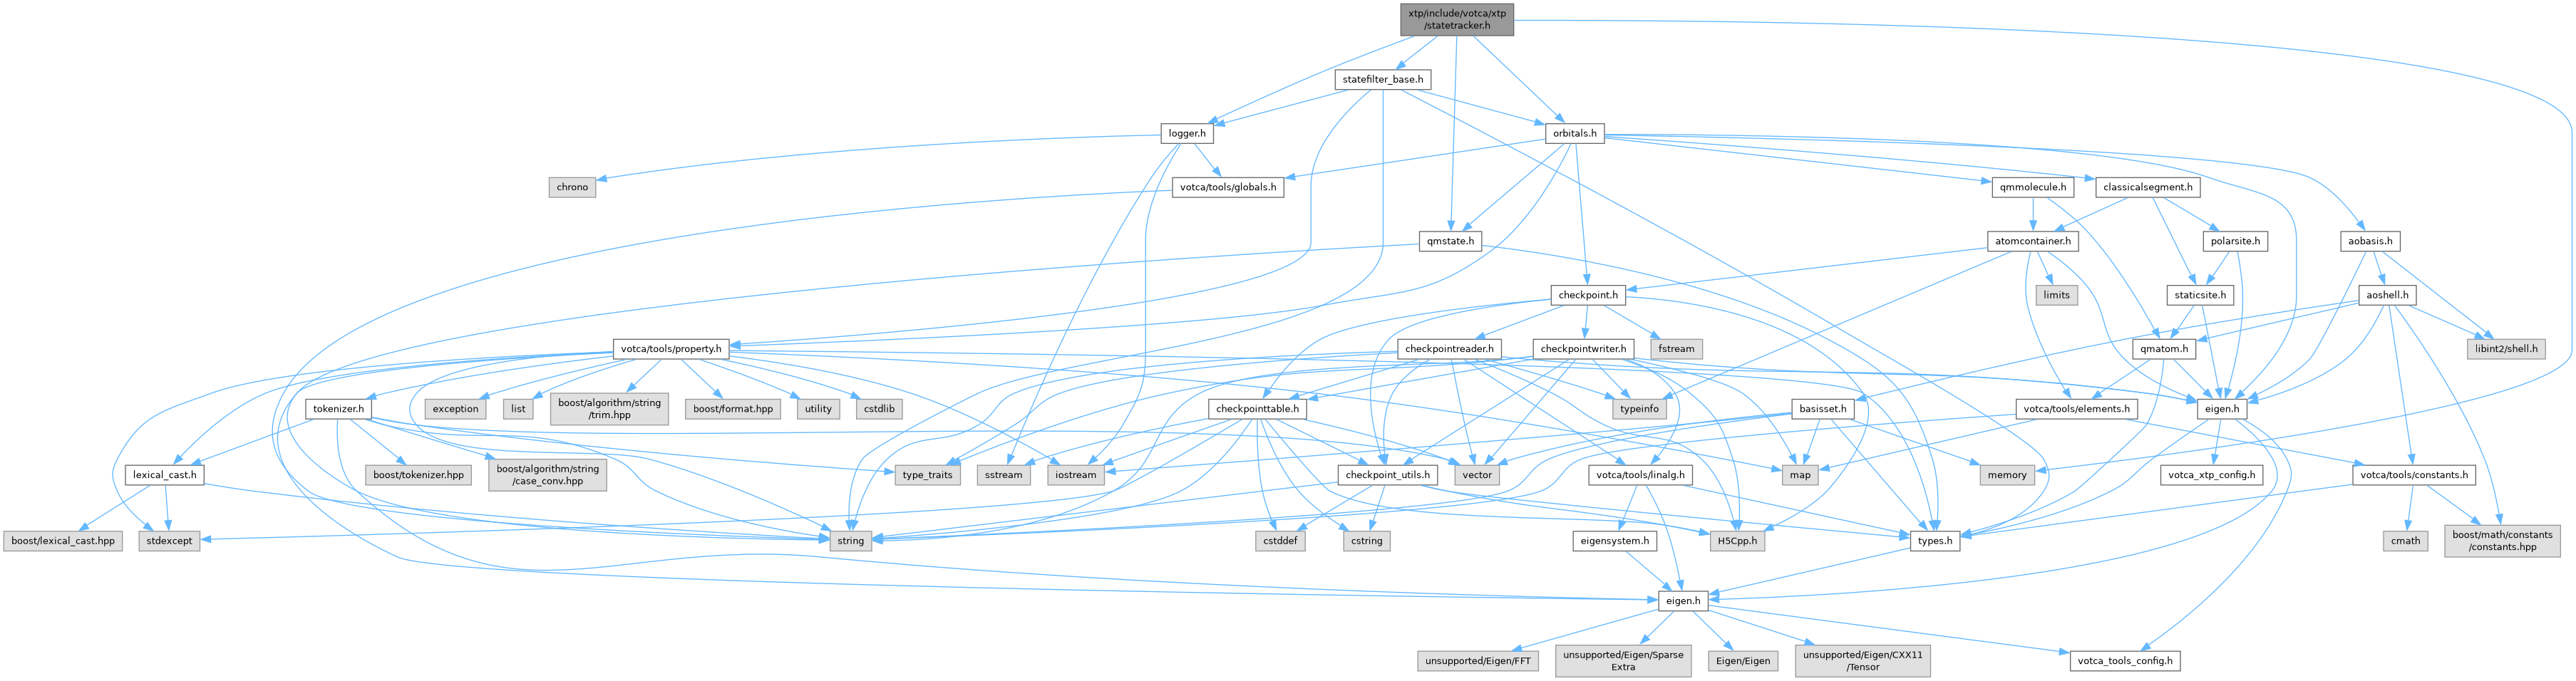 xtp/include/votca/xtp
/statetracker.h
statefilter_base.h
logger.h
orbitals.h
chrono
votca/tools/globals.h
qmmolecule.h
classicalsegment.h
qmstate.h
atomcontainer.h
polarsite.h
aobasis.h
checkpoint.h
limits
staticsite.h
aoshell.h
votca/tools/property.h
checkpointreader.h
checkpointwriter.h
fstream
qmatom.h
libint2/shell.h
tokenizer.h
exception
list
boost/algorithm/string
/trim.hpp
boost/format.hpp
utility
cstdlib
checkpointtable.h
typeinfo
basisset.h
votca/tools/elements.h
eigen.h
lexical_cast.h
boost/tokenizer.hpp
boost/algorithm/string
/case_conv.hpp
type_traits
sstream
iostream
checkpoint_utils.h
vector
votca/tools/linalg.h
map
memory
votca_xtp_config.h
votca/tools/constants.h
boost/lexical_cast.hpp
stdexcept
string
cstddef
cstring
eigensystem.h
H5Cpp.h
types.h
cmath
boost/math/constants
/constants.hpp
eigen.h
unsupported/Eigen/FFT
unsupported/Eigen/Sparse
Extra
Eigen/Eigen
unsupported/Eigen/CXX11
/Tensor
votca_tools_config.h